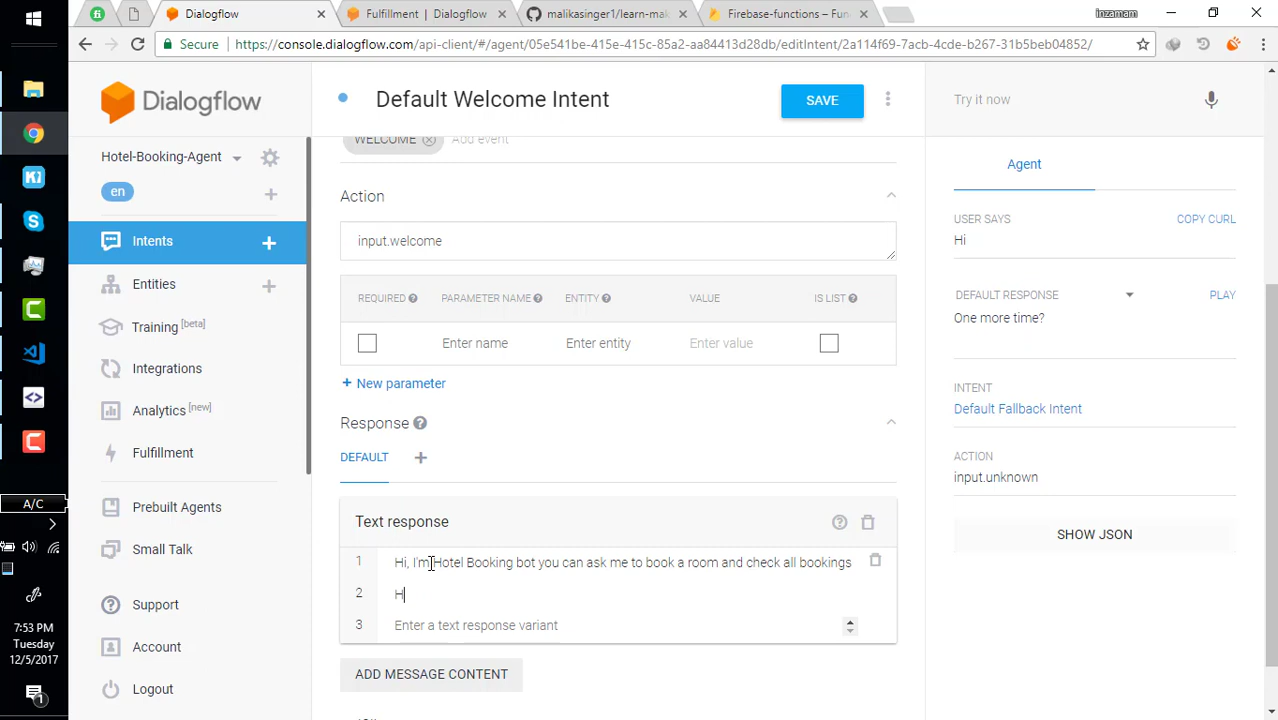 Dialogflow
Fulfillment | Dialogflow
malikasinger1/learn-mak
Firebase-functions – Fun
inzamam
Secure
https://console.dialogflow.com/api-client/#/agent/05e541be-415e-415c-85a2-aa84413d28db/editIntent/2a114f69-7acb-4cde-b267-31b5beb04852/
Dialogflow
Default Welcome Intent
SAVE
Try it now
WELCOME
Add event
Hotel-Booking-Agent
en
Agent
Action
USER SAYS
COPY CURL
Hi
Intents
input.welcome
Entities
REQUIRED
PARAMETER NAME
ENTITY
VALUE
IS LIST
DEFAULT RESPONSE
PLAY
One more time?
Training [beta]
Enter name
Enter entity
Enter value
Integrations
+ New parameter
INTENT
Default Fallback Intent
Analytics [new]
Response
Fulfillment
DEFAULT
ACTION
input.unknown
Prebuilt Agents
A/C
Text response
SHOW JSON
Small Talk
1 Hi, I'm Hotel Booking bot you can ask me to book a room and check all bookings
2 H
3 Enter a text response variant
Support
7:53 PM
Tuesday
12/5/2017
Account
ADD MESSAGE CONTENT
Logout
1